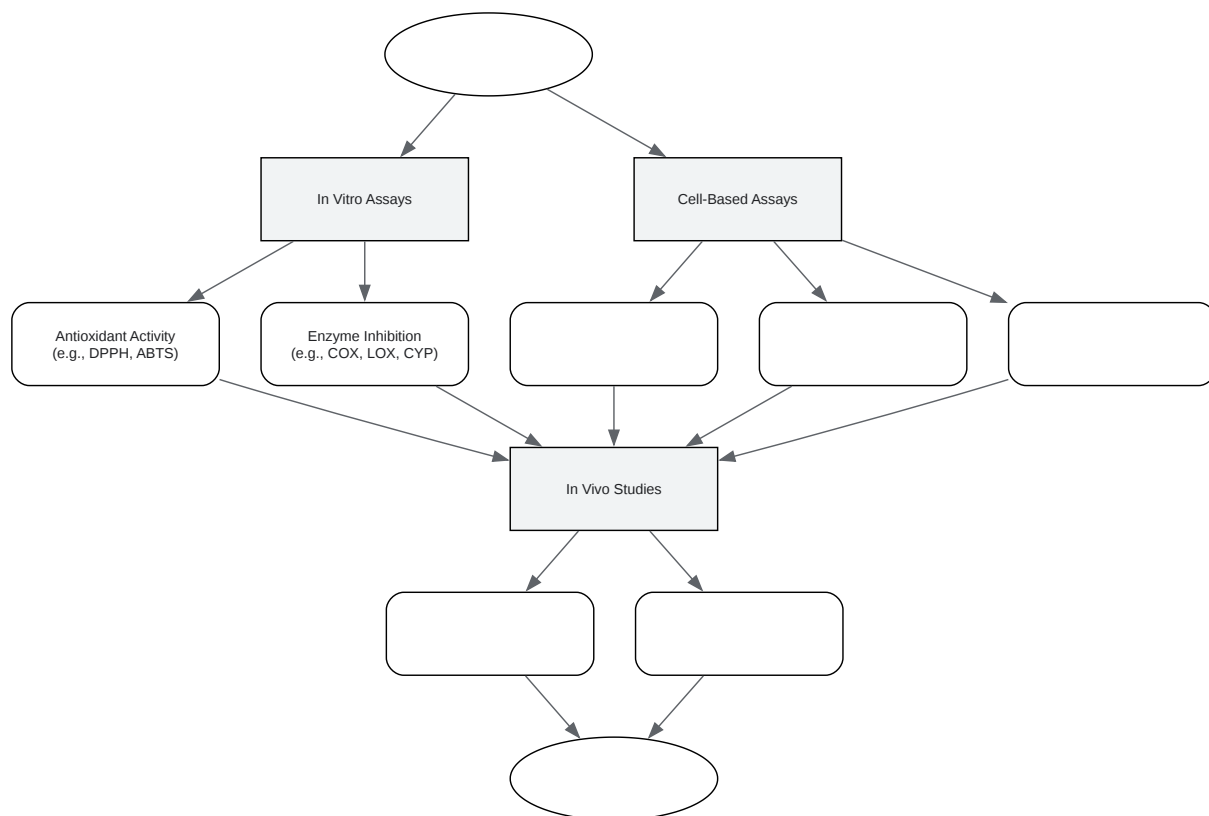 In Vitro Assays
Cell-Based Assays
Antioxidant Activity
(e.g., DPPH, ABTS)
Enzyme Inhibition
(e.g., COX, LOX, CYP)
In Vivo Studies